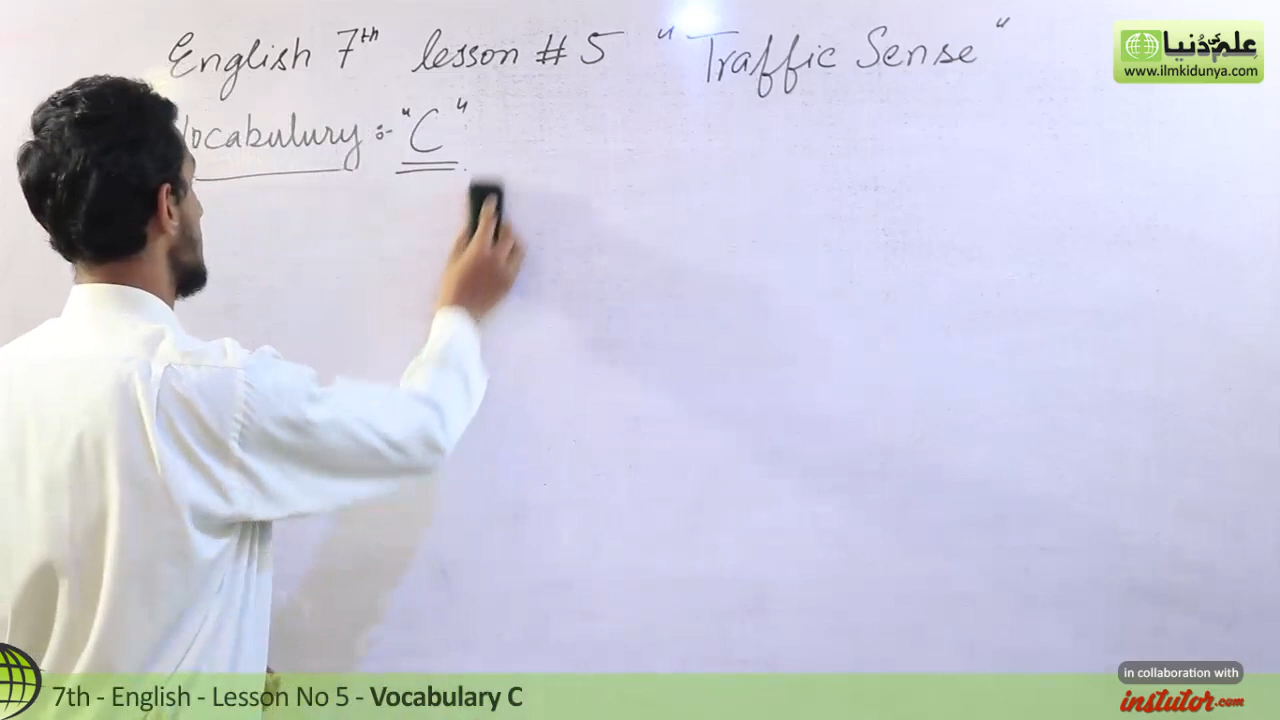 English 7th lesson # 5 "Traffic Sense"
Vocabulury :- "C"
علم کی دنیا
www.ilmkidunya.com
7th - English - Lesson No 5 - Vocabulary C
in collaboration with
instutor.com